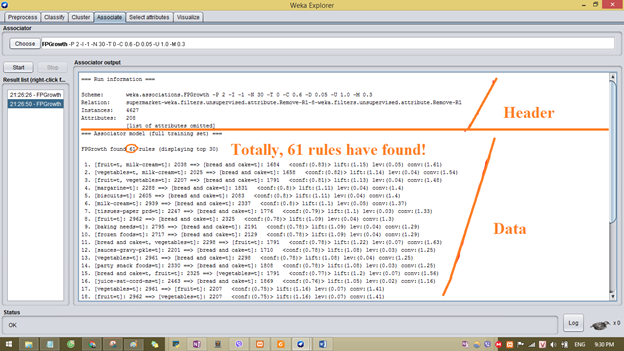 Weka Explorer
Preprocess Classify Cluster Associate Select attributes Visualize
Associator
Choose FPGrowth -P 2 -I -1 -N 30 -T 0 -C 0.6 -D 0.05 -U 1.0 -M 0.3
Start Stop
Result list (right-click f...
21:26:25 - FPGrowth
21:26:50 - FPGrowth
Associator output
=== Run information ===
Scheme: weka.associations.FPGrowth -P 2 -I -1 -N 30 -T 0 -C 0.6 -D 0.05 -U 1.0 -M 0.3
Relation: supermarket-weka.filters.unsupervised.attribute.Remove-R1-8-weka.filters.unsupervised.attribute.Remove-R1
Instances: 4627
Attributes: 208
[list of attributes omitted]
Header
=== Associator model (full training set) ===
FPGrowth found 61 rules (displaying top 30)
Totally, 61 rules have found!
1. [fruit=t, milk-cream=t]: 2038 ==> [bread and cake=t]: 1684 <conf:(0.83)> lift:(1.15) lev:(0.05) conv:(1.61)
2. [vegetables=t, milk-cream=t]: 2025 ==> [bread and cake=t]: 1658 <conf:(0.82)> lift:(1.14) lev:(0.04) conv:(1.54)
3. [fruit=t, vegetables=t]: 2207 ==> [bread and cake=t]: 1791 <conf:(0.81)> lift:(1.13) lev:(0.04) conv:(1.48)
4. [margarine=t]: 2288 ==> [bread and cake=t]: 1831 <conf:(0.8)> lift:(1.11) lev:(0.04) conv:(1.4)
5. [biscuits=t]: 2605 ==> [bread and cake=t]: 2083 <conf:(0.8)> lift:(1.11) lev:(0.04) conv:(1.4)
6. [milk-cream=t]: 2939 ==> [bread and cake=t]: 2337 <conf:(0.8)> lift:(1.1) lev:(0.05) conv:(1.37)
7. [tissues-paper prd=t]: 2247 ==> [bread and cake=t]: 1776 <conf:(0.79)> lift:(1.1) lev:(0.03) conv:(1.33)
8. [fruit=t]: 2962 ==> [bread and cake=t]: 2325 <conf:(0.78)> lift:(1.09) lev:(0.04) conv:(1.3)
9. [baking needs=t]: 2795 ==> [bread and cake=t]: 2191 <conf:(0.78)> lift:(1.09) lev:(0.04) conv:(1.29)
10. [frozen foods=t]: 2717 ==> [bread and cake=t]: 2129 <conf:(0.78)> lift:(1.09) lev:(0.04) conv:(1.29)
11. [bread and cake=t, vegetables=t]: 2298 ==> [fruit=t]: 1791 <conf:(0.78)> lift:(1.22) lev:(0.07) conv:(1.63)
12. [sauces-gravy-pkle=t]: 2201 ==> [bread and cake=t]: 1710 <conf:(0.78)> lift:(1.08) lev:(0.03) conv:(1.25)
13. [vegetables=t]: 2961 ==> [bread and cake=t]: 2298 <conf:(0.78)> lift:(1.08) lev:(0.04) conv:(1.25)
14. [party snack foods=t]: 2330 ==> [bread and cake=t]: 1808 <conf:(0.78)> lift:(1.08) lev:(0.03) conv:(1.25)
15. [bread and cake=t, fruit=t]: 2325 ==> [vegetables=t]: 1791 <conf:(0.77)> lift:(1.2) lev:(0.07) conv:(1.56)
16. [juice-sat-cord-ms=t]: 2463 ==> [bread and cake=t]: 1869 <conf:(0.76)> lift:(1.05) lev:(0.02) conv:(1.16)
17. [vegetables=t]: 2961 ==> [fruit=t]: 2207 <conf:(0.75)> lift:(1.16) lev:(0.07) conv:(1.41)
18. [fruit=t]: 2962 ==> [vegetables=t]: 2207 <conf:(0.75)> lift:(1.16) lev:(0.07) conv:(1.41)
Data
Status
OK
Log
x 0
ENG 9:30 PM